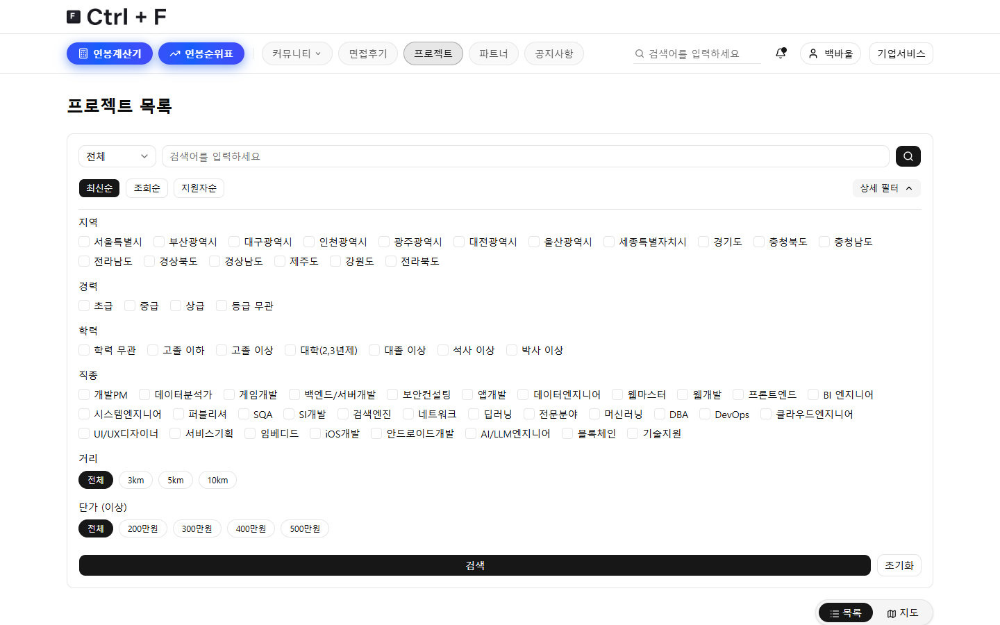 F Ctrl + F
연봉계산기 연봉순위표 커뮤니티 면접후기 프로젝트 파트너 공지사항 검색어를 입력하세요 백바울 기업서비스
프로젝트 목록
전체 검색어를 입력하세요
최신순 조회순 지원자순 상세 필터
지역
서울특별시 부산광역시 대구광역시 인천광역시 광주광역시 대전광역시 울산광역시 세종특별자치시 경기도 충청북도 충청남도
전라남도 경상북도 경상남도 제주도 강원도 전라북도
경력
초급 중급 상급 등급 무관
학력
학력 무관 고졸 이하 고졸 이상 대학(2,3년제) 대졸 이상 석사 이상 박사 이상
직종
개발PM 데이터분석가 게임개발 백엔드/서버개발 보안컨설팅 앱개발 데이터엔지니어 웹마스터 웹개발 프론트엔드 BI 엔지니어
시스템엔지니어 퍼블리셔 SQA SI개발 검색엔진 네트워크 딥러닝 전문분야 머신러닝 DBA DevOps 클라우드엔지니어
UI/UX디자이너 서비스기획 임베디드 iOS개발 안드로이드개발 AI/LLM엔지니어 블록체인 기술지원
거리
전체 3km 5km 10km
단가 (이상)
전체 200만원 300만원 400만원 500만원
검색 초기화
목록 지도